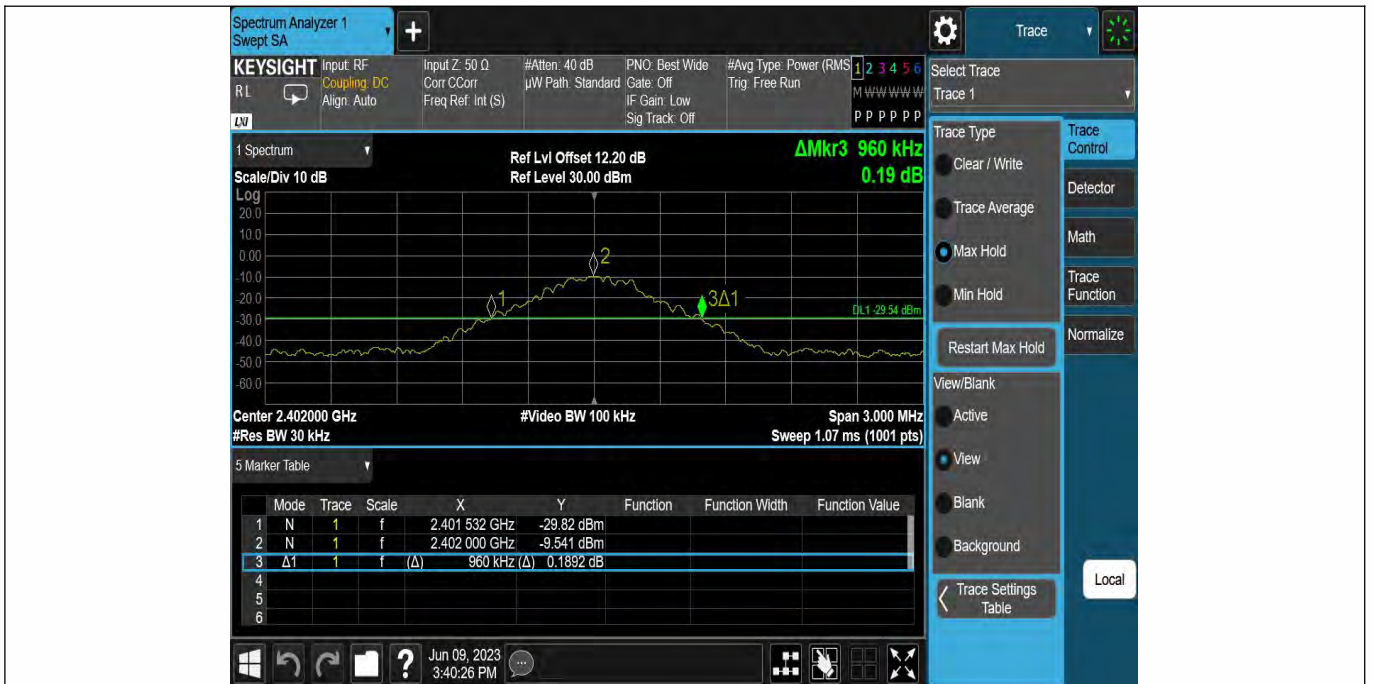 Spectrum Analyzer 1
Swept SA
+
Trace
KEYSIGHT
RL
LXI
Input: RF
Coupling: DC
Align: Auto
Input Z: 50 Ω
Corr CCorr
Freq Ref: Int (S)
#Atten: 40 dB
µW Path: Standard
PNO: Best Wide
Gate: Off
IF Gain: Low
Sig Track: Off
#Avg Type: Power (RMS
Trig: Free Run
1 2 3 4 5 6
M W W W W W
P P P P P P
Select Trace
Trace 1
1 Spectrum
Scale/Div 10 dB
Ref Lvl Offset 12.20 dB
Ref Level 30.00 dBm
ΔMkr3 960 kHz
0.19 dB
Log
20.0
10.0
0.00
-10.0
-20.0
-30.0
-40.0
-50.0
-60.0
1
2
3Δ1
DL1 -29.54 dBm
Center 2.402000 GHz
#Video BW 100 kHz
Span 3.000 MHz
#Res BW 30 kHz
Sweep 1.07 ms (1001 pts)
5 Marker Table
Mode Trace Scale X Y Function Function Width Function Value
1 N 1 f 2.401 532 GHz -29.82 dBm
2 N 1 f 2.402 000 GHz -9.541 dBm
3 Δ1 1 f (Δ) 960 kHz (Δ) 0.1892 dB
4
5
6
Trace Type
Clear / Write
Trace Average
Max Hold
Min Hold
Restart Max Hold
View/Blank
Active
View
Blank
Background
Trace Settings
Table
Trace
Control
Detector
Math
Trace
Function
Normalize
Local
?
Jun 09, 2023
3:40:26 PM